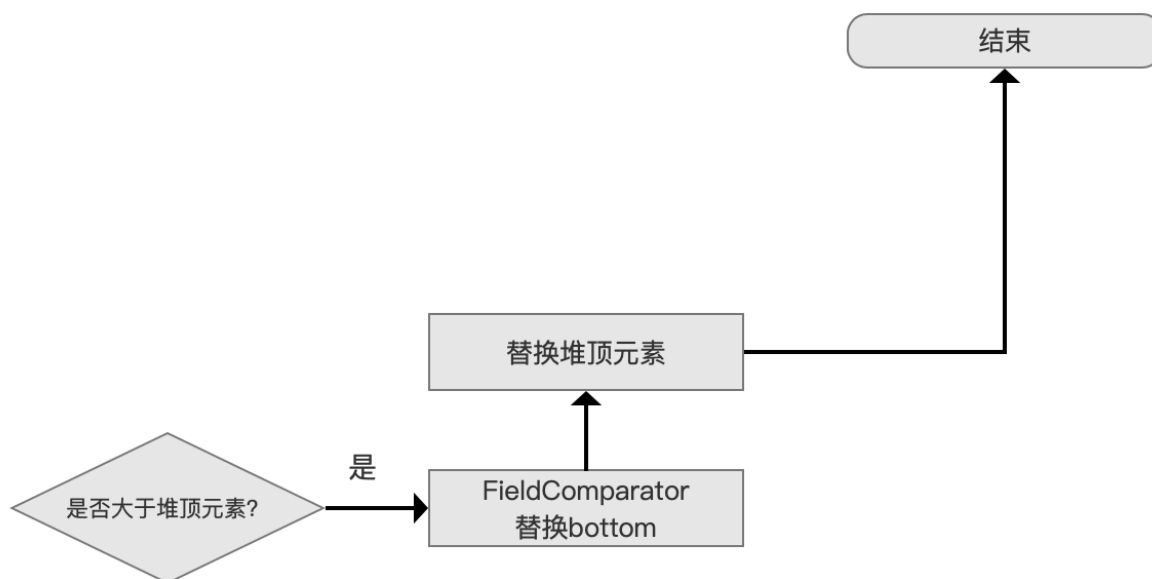 结束
替换堆顶元素
是
是否大于堆顶元素?
FieldComparator
替换bottom